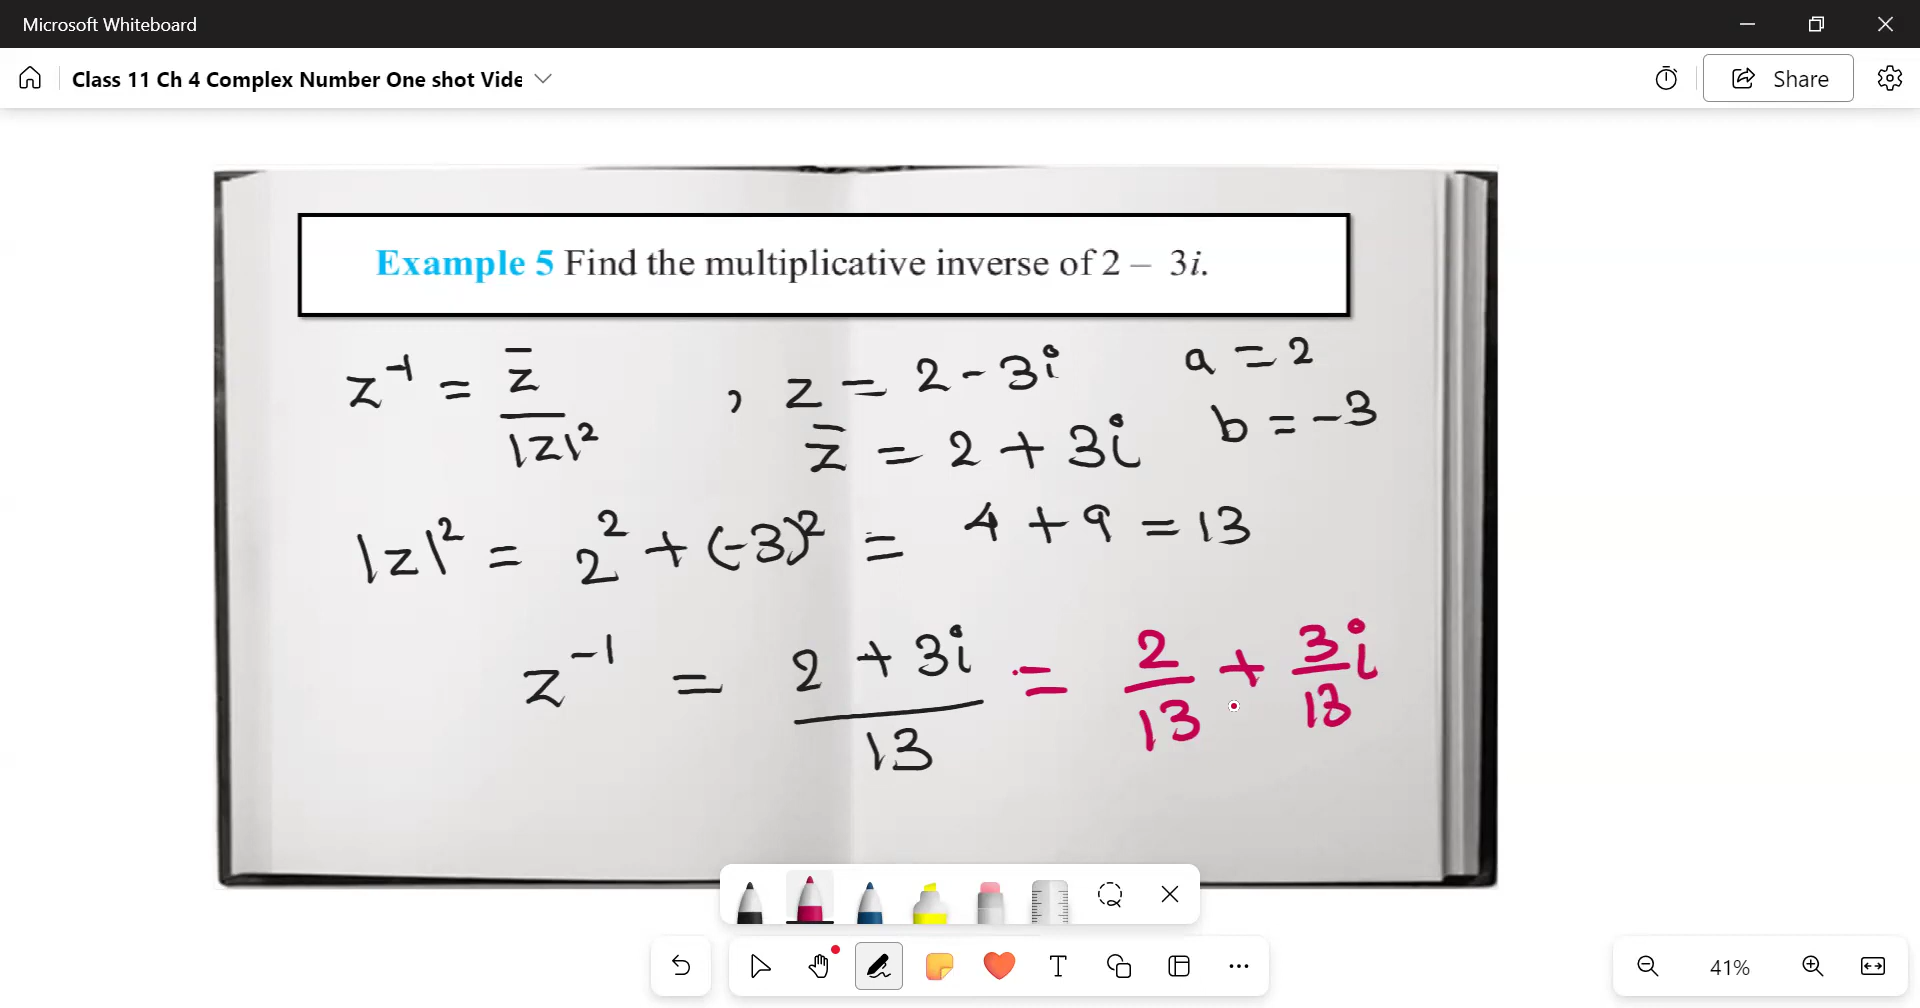 Microsoft Whiteboard
Class 11 Ch 4 Complex Number One shot Vide
Share
Example 5 Find the multiplicative inverse of 2 – 3i.
z⁻¹ = z̄ / |z|² , z = 2 - 3i a = 2
z̄ = 2 + 3i b = -3
|z|² = 2² + (-3)² = 4 + 9 = 13
z⁻¹ = (2 + 3i)/13 = 2/13 + 3/13 i
T
41%